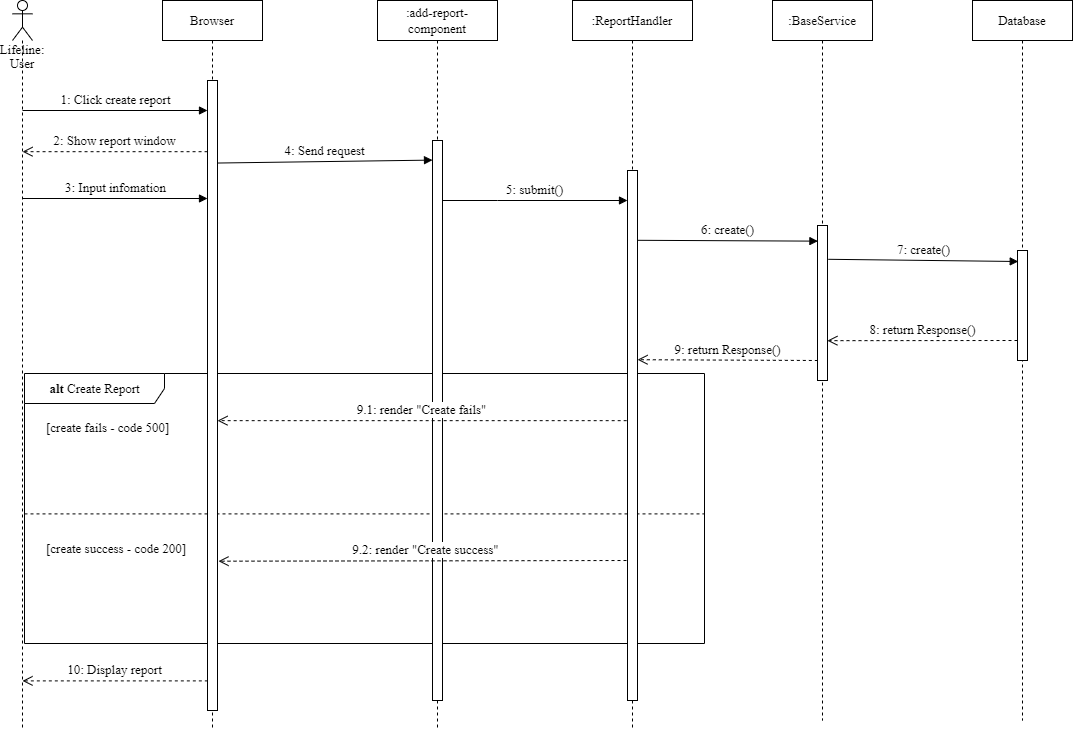 Browser
:add-report-
component
:ReportHandler
:BaseService
Database
Lifeline:
User
1: Click create report
2: Show report window
4: Send request
3: Input infomation
5: submit()
6: create()
7: create()
8: return Response()
9: return Response()
alt Create Report
9.1: render "Create fails"
[create fails - code 500]
9.2: render "Create success"
[create success - code 200]
10: Display report